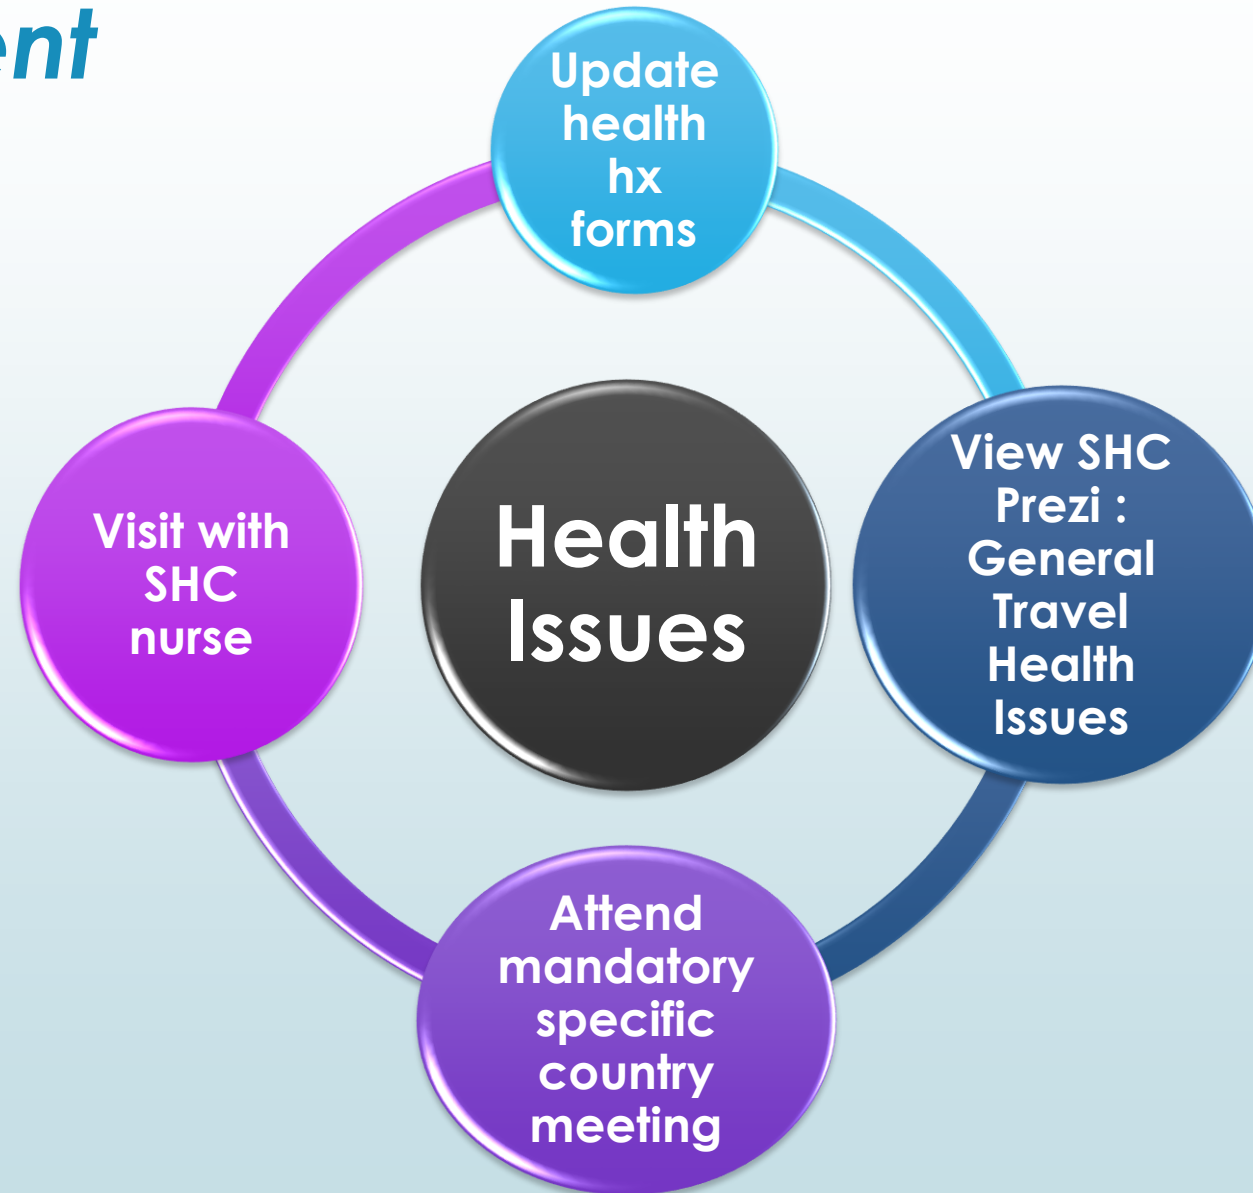 ent
Update
health
hx
forms
View SHC
Prezi :
General
Travel
Health
Issues
Health
Issues
Visit with
SHC
nurse
Attend
mandatory
specific
country
meeting